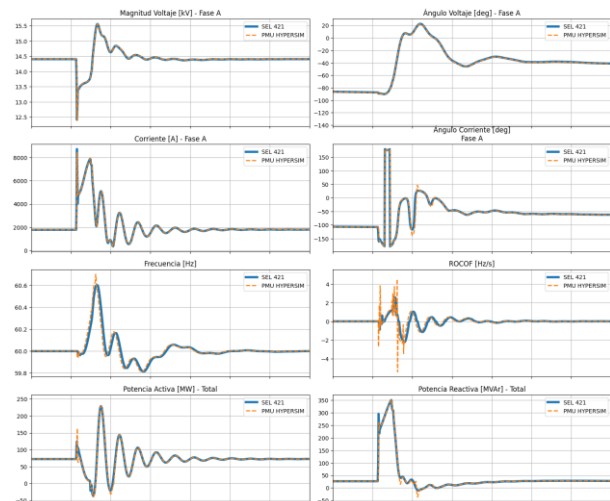 Magnitud Voltaje [kV] - Fase A
15.5
15.0
14.5
14.0
13.5
13.0
12.5
SEL 421
PMU HYPERSIM
Ángulo Voltaje [deg] - Fase A
20
0
−20
−40
−60
−80
−100
−120
−140
SEL 421
PMU HYPERSIM
Corriente [A] - Fase A
8000
6000
4000
2000
0
SEL 421
PMU HYPERSIM
Ángulo Corriente [deg]
Fase A
150
100
50
0
−50
−100
−150
SEL 421
PMU HYPERSIM
Frecuencia [Hz]
60.6
60.4
60.2
60.0
59.8
SEL 421
PMU HYPERSIM
ROCOF [Hz/s]
4
2
0
−2
−4
SEL 421
PMU HYPERSIM
Potencia Activa [MW] - Total
250
200
150
100
50
0
−50
SEL 421
PMU HYPERSIM
Potencia Reactiva [MVAr] - Total
350
300
250
200
150
100
50
0
−50
SEL 421
PMU HYPERSIM